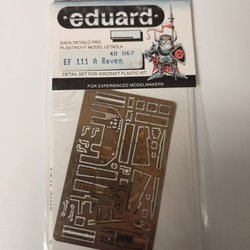 eduard
SADA DETAILŮ PRO
PLASTIKOVÝ MODEL LETADLA
48 067
EF 111 A Raven
DETAIL SET FOR AIRCRAFT PLASTIC KIT
FOR EXPERIENCED MODELMAKERS